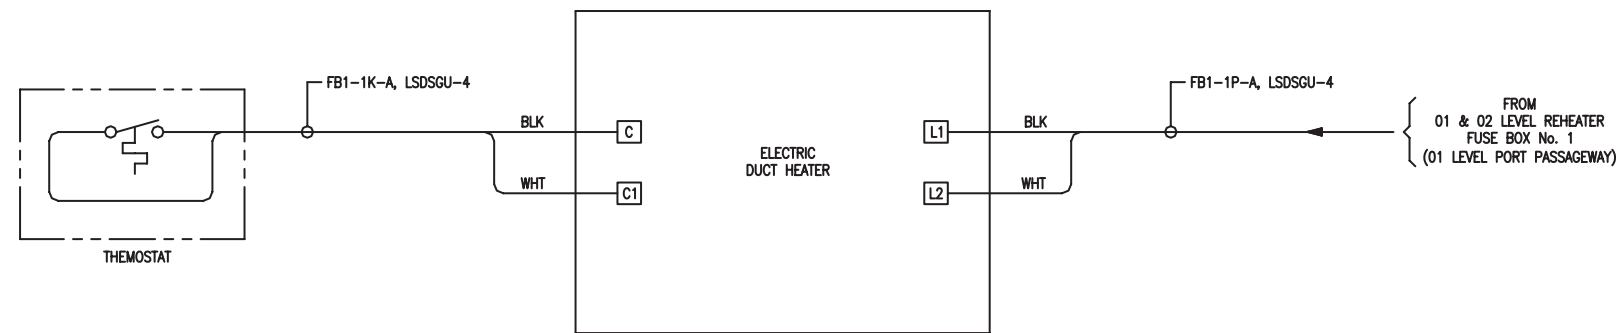 FB1-1K-A, LSDSGU-4
FB1-1P-A, LSDSGU-4
FROM
01 & 02 LEVEL REHEATER
FUSE BOX No. 1
(01 LEVEL PORT PASSAGEWAY)
BLK
C
L1
BLK
ELECTRIC
DUCT HEATER
WHT
C1
L2
WHT
THEMOSTAT